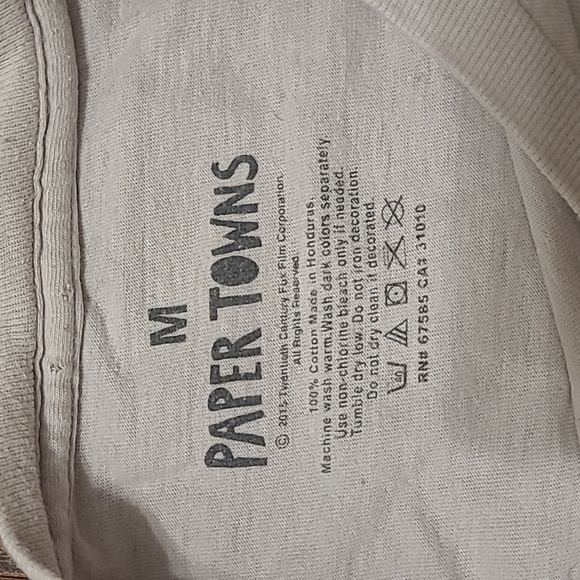 M
PAPER TOWNS
© 2015 Twentieth Century Fox Film Corporation.
All Rights Reserved.
100% Cotton Made in Honduras.
Machine wash warm. Wash dark colors separately.
Use non-chlorine bleach only if needed.
Tumble dry low. Do not iron decoration.
Do not dry clean if decorated.
40
RN# 67565 CA# 31010